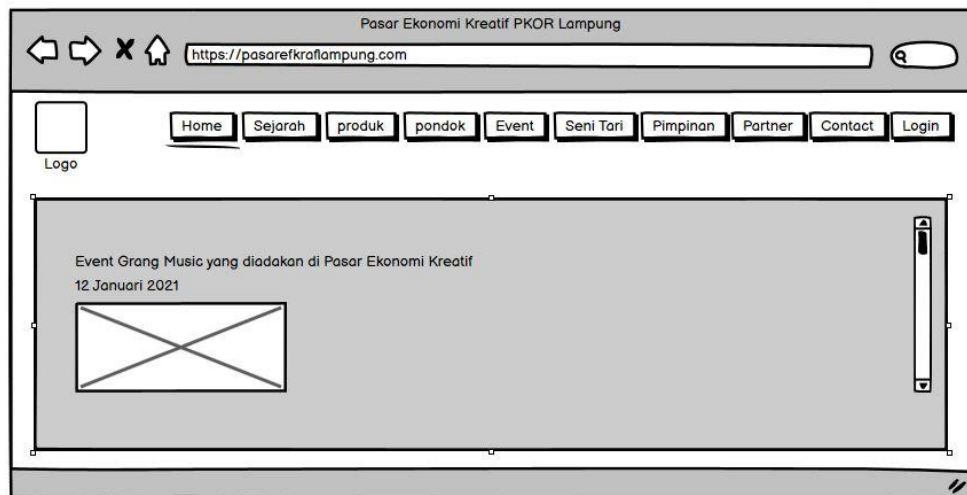 Pasar Ekonomi Kreatif PKOR Lampung
https://pasarefkraflampung.com
Home Sejarah produk pondok Event Seni Tari Pimpinan Partner Contact Login
Logo
Event Grang Music yang diadakan di Pasar Ekonomi Kreatif
12 Januari 2021